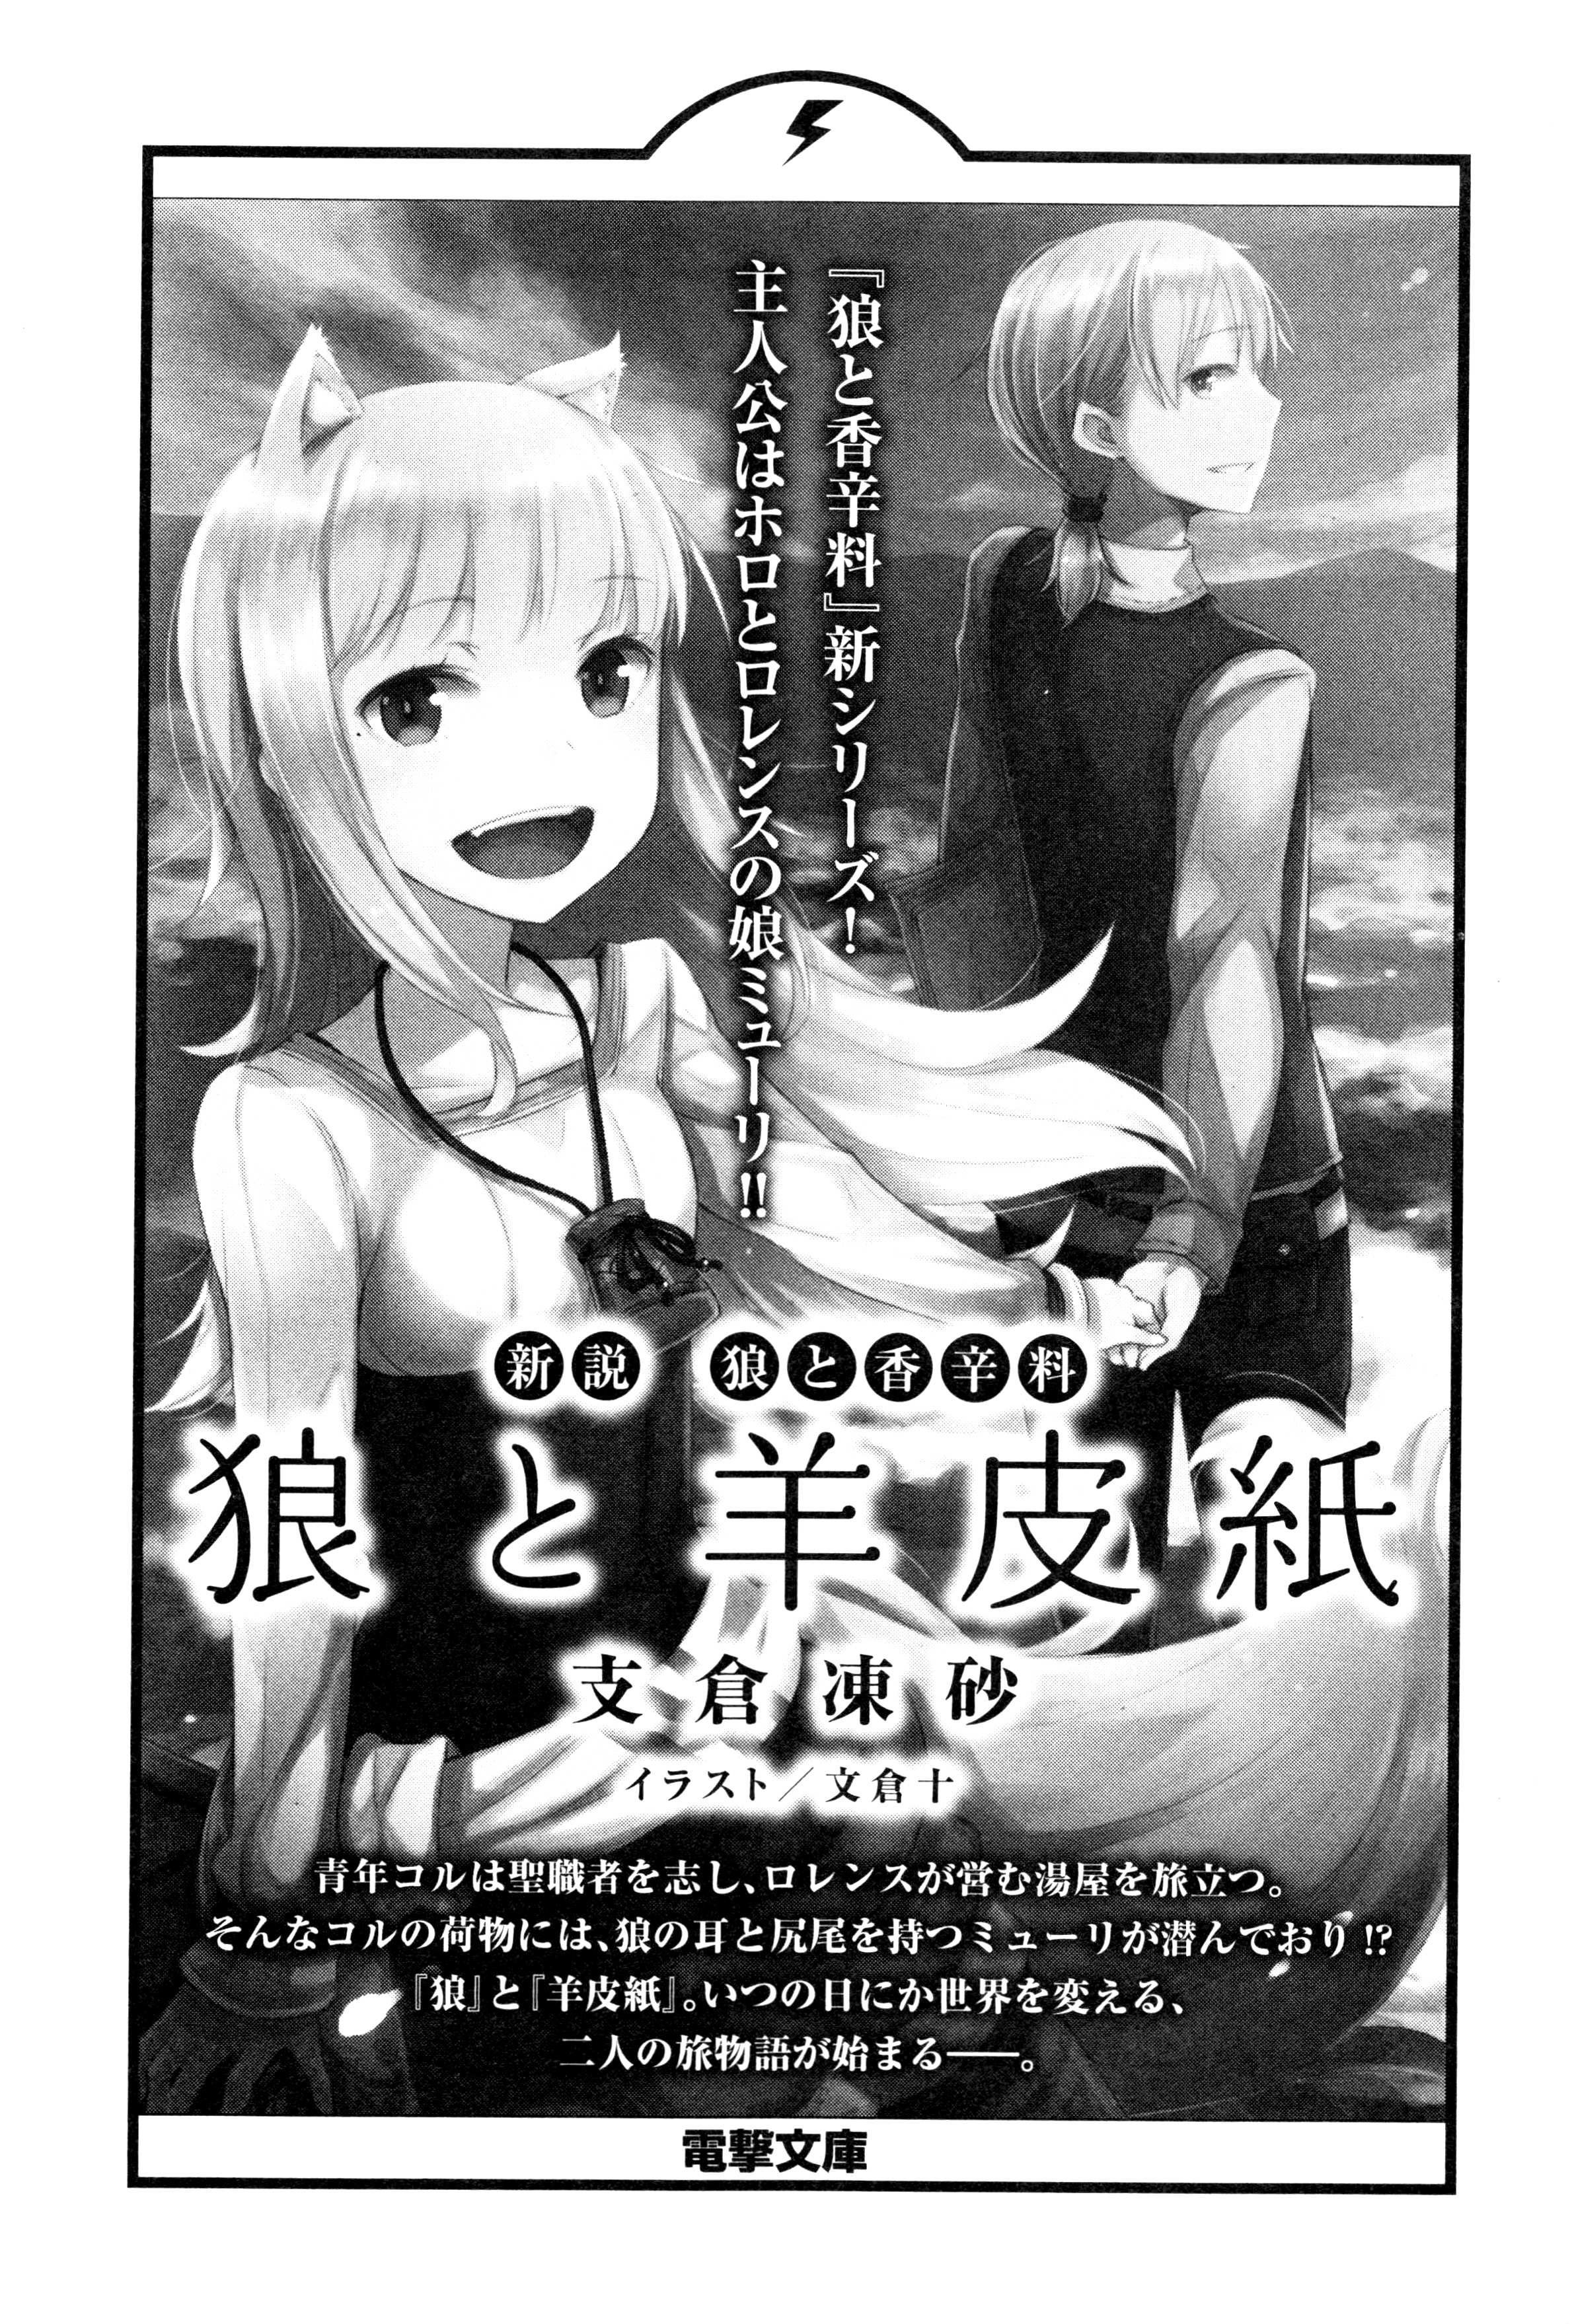 『狼と香辛料』新シリーズ!
主人公はホロとロレンスの娘ミューリ!!
新説 狼と香辛料
狼と羊皮紙
支倉凍砂
イラスト/文倉十
青年コルは聖職者を志し、ロレンスが営む湯屋を旅立つ。
そんなコルの荷物には、狼の耳と尻尾を持つミューリが潜んでおり!?
『狼』と『羊皮紙』。いつの日にか世界を変える、
二人の旅物語が始まる――。
電撃文庫